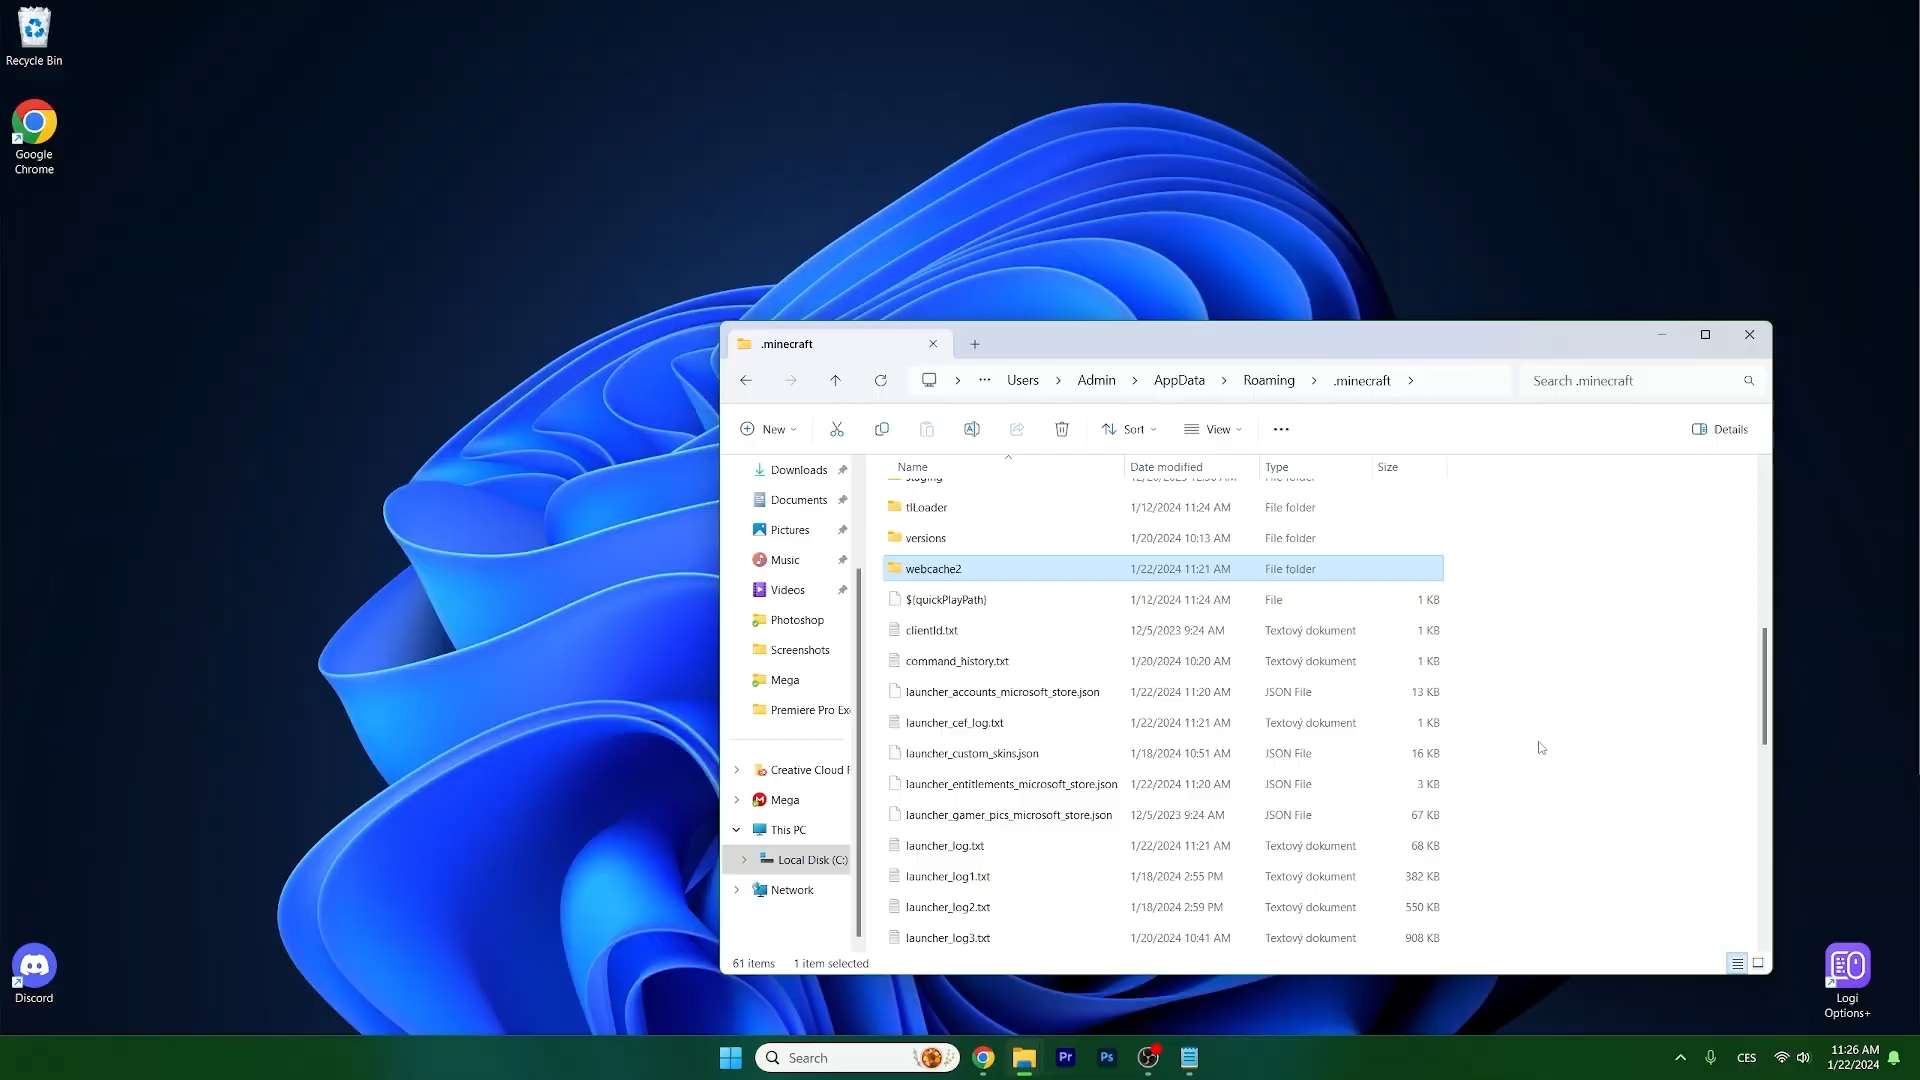 Recycle Bin
Google
Chrome
Discord
Logi
Options+
.minecraft
Users
Admin
AppData
Roaming
.minecraft
Search .minecraft
New
Sort
View
Details
Downloads
Documents
Pictures
Music
Videos
Photoshop
Screenshots
Mega
Premiere Pro Ex
Creative Cloud F
Mega
This PC
Local Disk (C:)
Network
Name Date modified Type Size
staging File folder
tlLoader 1/12/2024 11:24 AM File folder
versions 1/20/2024 10:13 AM File folder
webcache2 1/22/2024 11:21 AM File folder
${quickPlayPath} 1/12/2024 11:24 AM File 1 KB
clientId.txt 12/5/2023 9:24 AM Textový dokument 1 KB
command_history.txt 1/20/2024 10:20 AM Textový dokument 1 KB
launcher_accounts_microsoft_store.json 1/22/2024 11:20 AM JSON File 13 KB
launcher_cef_log.txt 1/22/2024 11:21 AM Textový dokument 1 KB
launcher_custom_skins.json 1/18/2024 10:51 AM JSON File 16 KB
launcher_entitlements_microsoft_store.json 1/22/2024 11:20 AM JSON File 3 KB
launcher_gamer_pics_microsoft_store.json 12/5/2023 9:24 AM JSON File 67 KB
launcher_log.txt 1/22/2024 11:21 AM Textový dokument 68 KB
launcher_log1.txt 1/18/2024 2:55 PM Textový dokument 382 KB
launcher_log2.txt 1/18/2024 2:59 PM Textový dokument 550 KB
launcher_log3.txt 1/20/2024 10:41 AM Textový dokument 908 KB
61 items 1 item selected
Search
Pr
Ps
CES
11:26 AM
1/22/2024